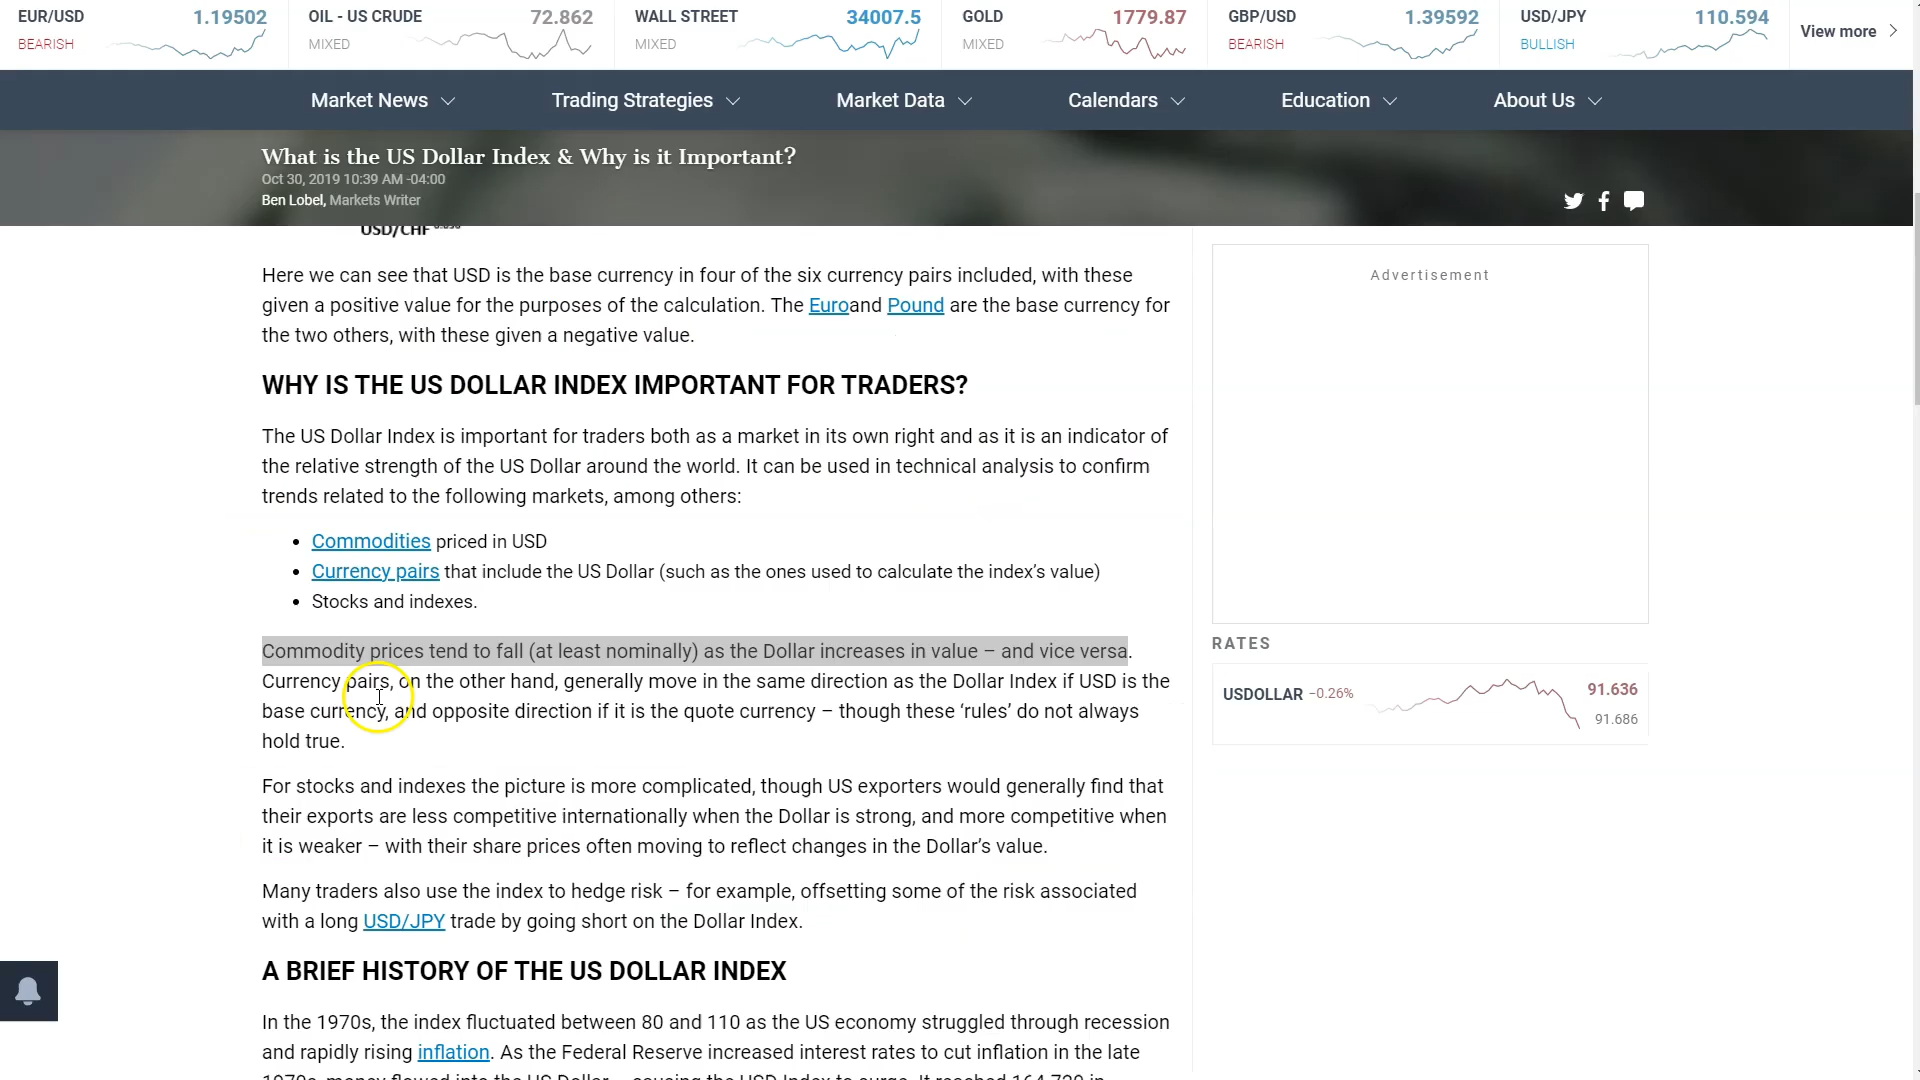 EUR/USD 1.19502 OIL - US CRUDE 72.862 WALL STREET 34007.5 GOLD 1779.87 GBP/USD 1.39592 USD/JPY 110.594
BEARISH MIXED MIXED MIXED BEARISH BULLISH View more
Market News Trading Strategies Market Data Calendars Education About Us
What is the US Dollar Index & Why is it Important?
Oct 30, 2019 10:39 AM -04:00
Ben Lobel, Markets Writer
USD/CHF
Here we can see that USD is the base currency in four of the six currency pairs included, with these
given a positive value for the purposes of the calculation. The Euroand Pound are the base currency for
the two others, with these given a negative value.
WHY IS THE US DOLLAR INDEX IMPORTANT FOR TRADERS?
The US Dollar Index is important for traders both as a market in its own right and as it is an indicator of
the relative strength of the US Dollar around the world. It can be used in technical analysis to confirm
trends related to the following markets, among others:
• Commodities priced in USD
• Currency pairs that include the US Dollar (such as the ones used to calculate the index's value)
• Stocks and indexes.
Commodity prices tend to fall (at least nominally) as the Dollar increases in value – and vice versa.
Currency pairs, on the other hand, generally move in the same direction as the Dollar Index if USD is the
base currency, and opposite direction if it is the quote currency – though these ‘rules’ do not always
hold true.
For stocks and indexes the picture is more complicated, though US exporters would generally find that
their exports are less competitive internationally when the Dollar is strong, and more competitive when
it is weaker – with their share prices often moving to reflect changes in the Dollar's value.
Many traders also use the index to hedge risk – for example, offsetting some of the risk associated
with a long USD/JPY trade by going short on the Dollar Index.
A BRIEF HISTORY OF THE US DOLLAR INDEX
In the 1970s, the index fluctuated between 80 and 110 as the US economy struggled through recession
and rapidly rising inflation. As the Federal Reserve increased interest rates to cut inflation in the late
Advertisement
RATES
USDOLLAR -0.26% 91.636
91.686